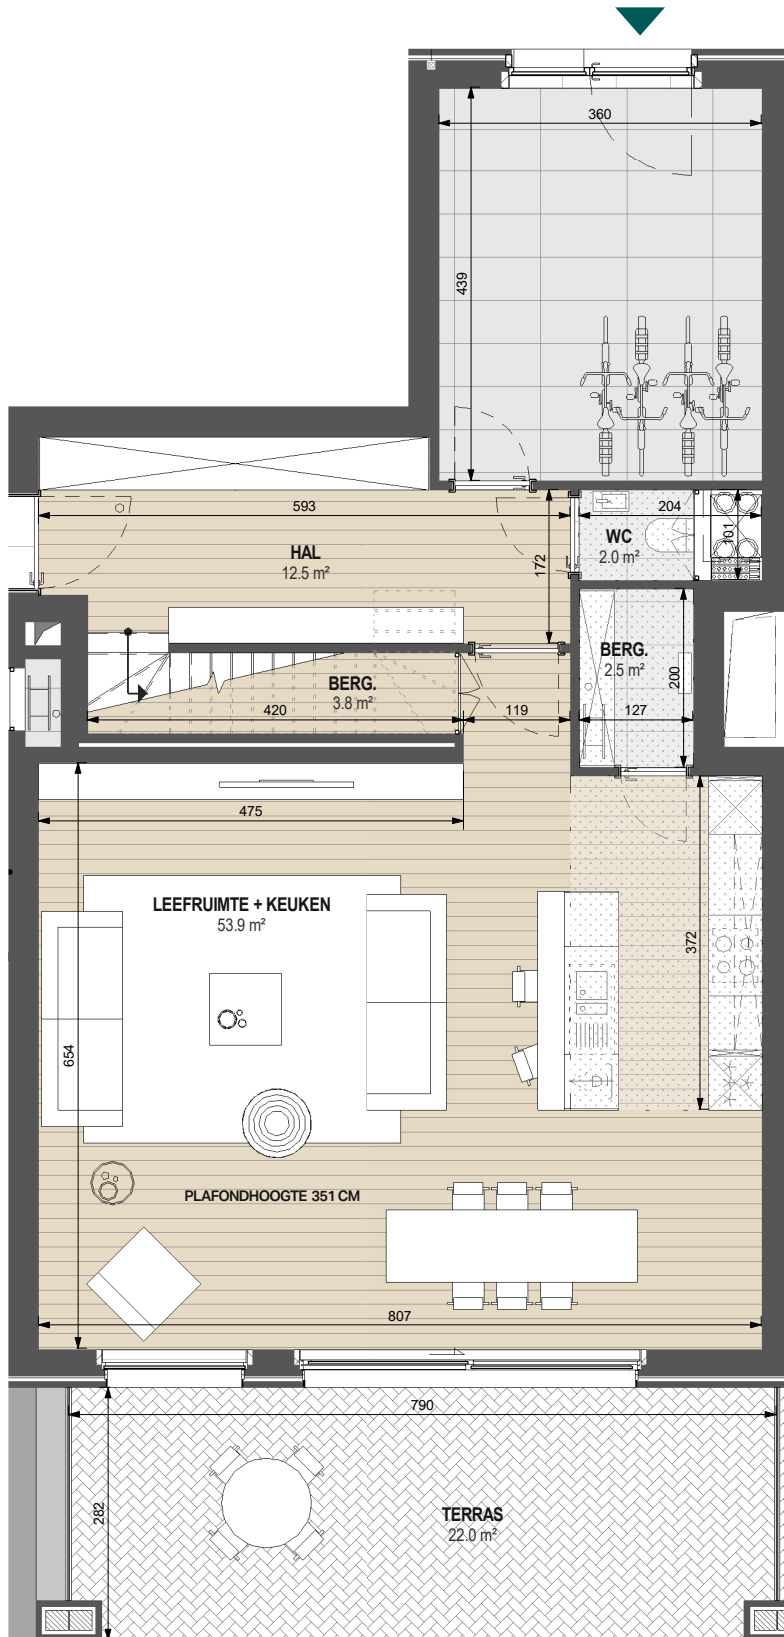 360
439
593
204
WC
2.0 m²
101
HAL
12.5 m²
172
BERG.
2.5 m²
200
BERG.
3.8 m²
420
119
127
475
LEEFRUIMTE + KEUKEN
53.9 m²
372
654
PLAFONDHOOGTE 351 CM
807
790
282
TERRAS
22.0 m²